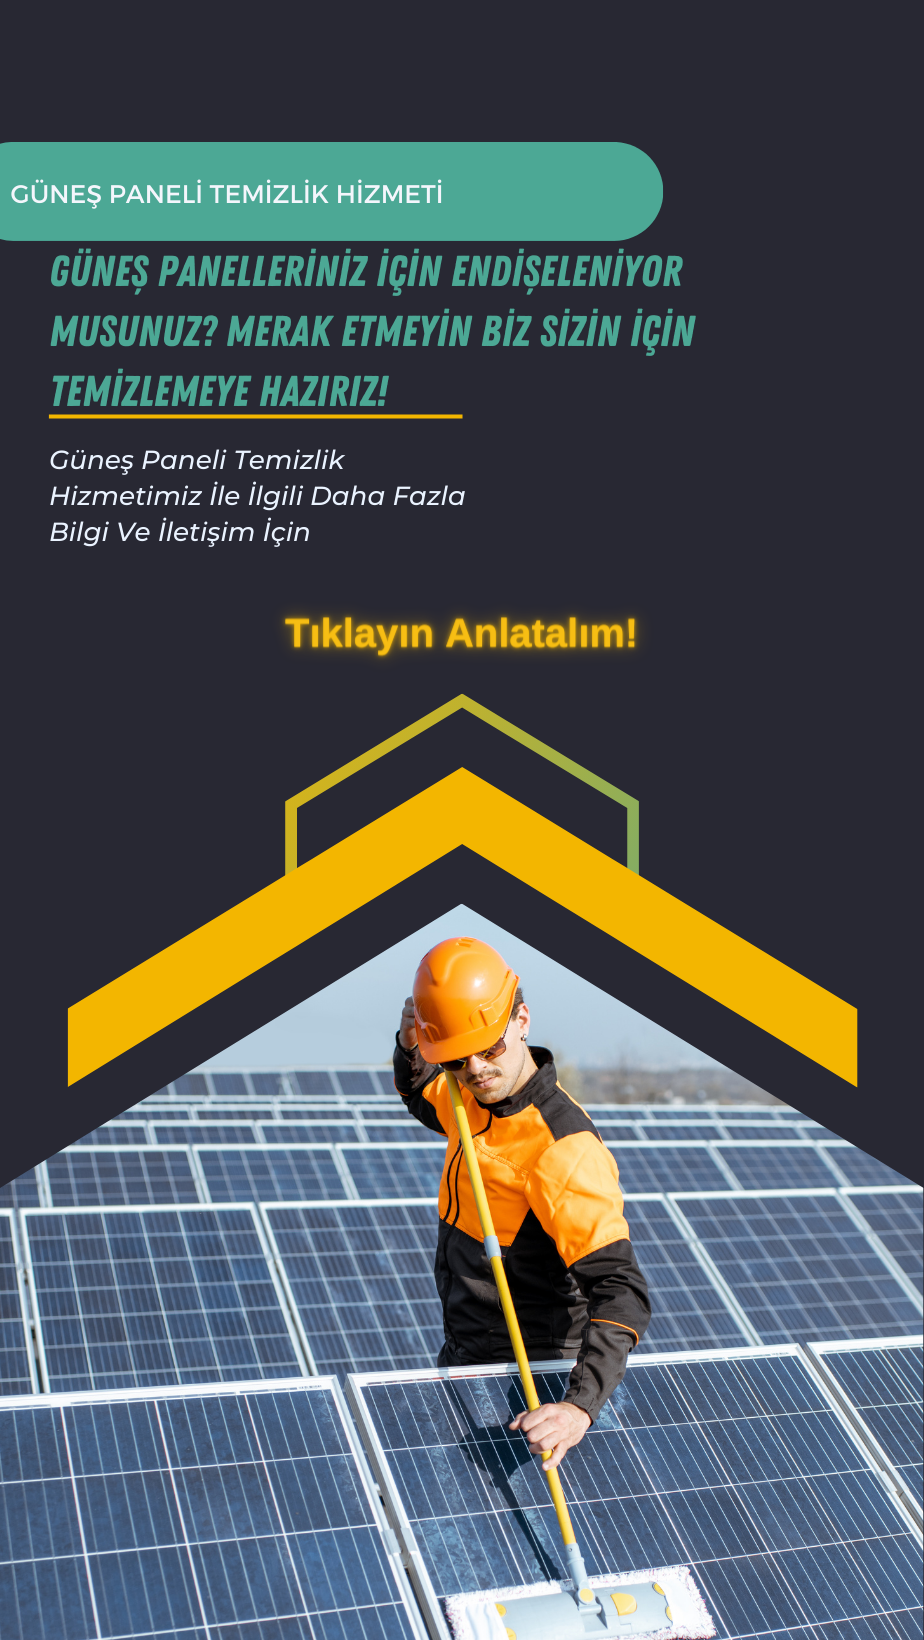 GÜNEŞ PANELİ TEMİZLİK HİZMETİ
GÜNEŞ PANELLERİNİZ İÇİN ENDİŞELENİYOR
MUSUNUZ? MERAK ETMEYİN BİZ SİZİN İÇİN
TEMİZLEMEYE HAZIRIZ!
Güneş Paneli Temizlik
Hizmetimiz İle İlgili Daha Fazla
Bilgi Ve İletişim İçin
Tıklayın Anlatalım!